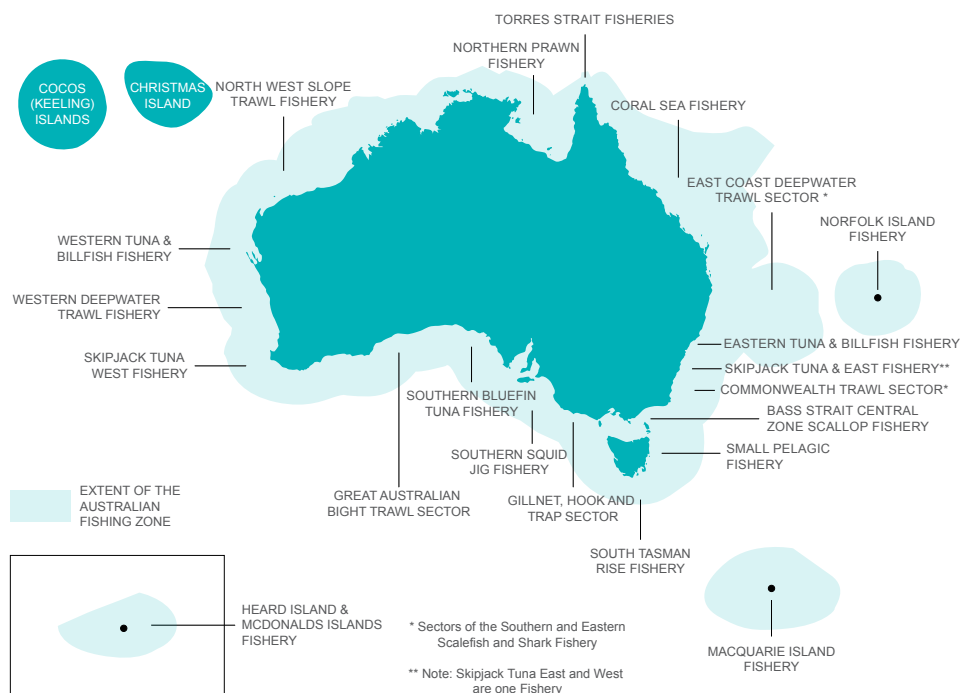 TORRES STRAIT FISHERIES
NORTHERN PRAWN
FISHERY
COCOS
(KEELING)
ISLANDS
CHRISTMAS
ISLAND
NORTH WEST SLOPE
TRAWL FISHERY
CORAL SEA FISHERY
EAST COAST DEEPWATER
TRAWL SECTOR *
NORFOLK ISLAND
FISHERY
WESTERN TUNA &
BILLFISH FISHERY
WESTERN DEEPWATER
TRAWL FISHERY
SKIPJACK TUNA
WEST FISHERY
EASTERN TUNA & BILLFISH FISHERY
SKIPJACK TUNA & EAST FISHERY**
COMMONWEALTH TRAWL SECTOR*
BASS STRAIT CENTRAL
ZONE SCALLOP FISHERY
SOUTHERN BLUEFIN
TUNA FISHERY
SOUTHERN SQUID
JIG FISHERY
SMALL PELAGIC
FISHERY
GREAT AUSTRALIAN
BIGHT TRAWL SECTOR
GILLNET, HOOK AND
TRAP SECTOR
SOUTH TASMAN
RISE FISHERY
EXTENT OF THE
AUSTRALIAN
FISHING ZONE
HEARD ISLAND &
MCDONALDS ISLANDS
FISHERY
* Sectors of the Southern and Eastern
Scalefish and Shark Fishery
** Note: Skipjack Tuna East and West
are one Fishery
MACQUARIE ISLAND
FISHERY